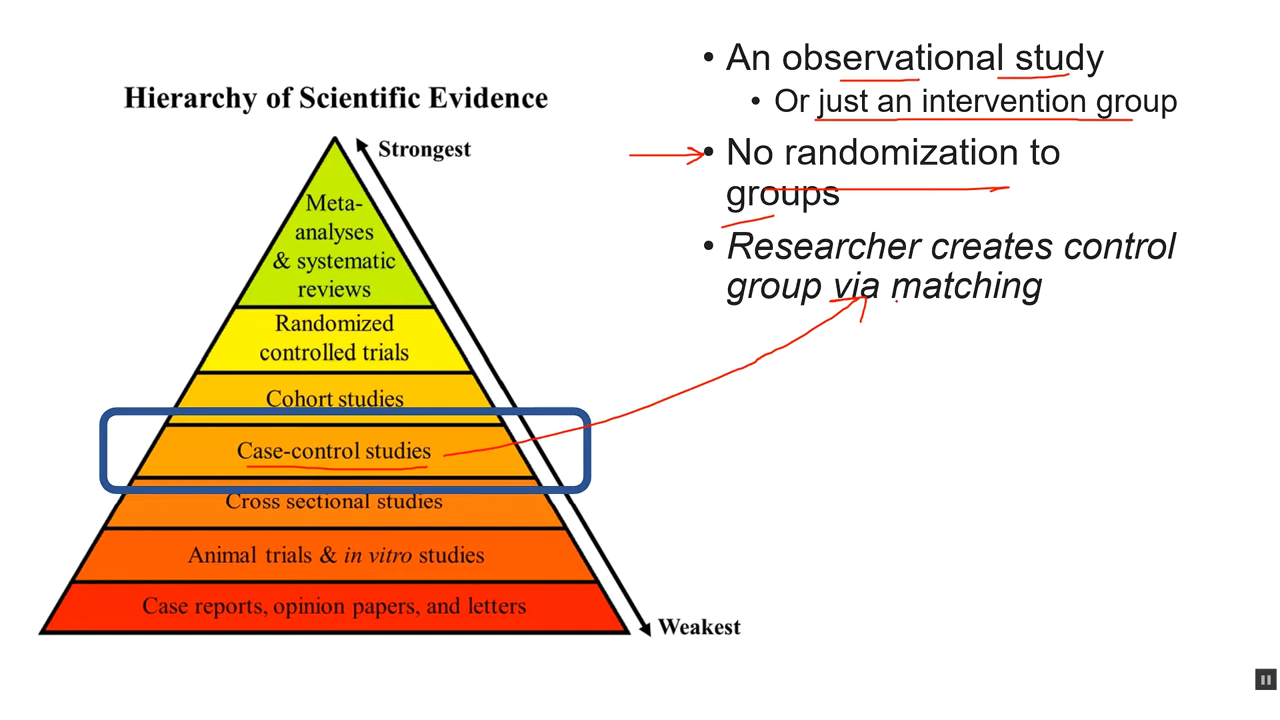 Hierarchy of Scientific Evidence
Strongest
Meta-
analyses
& systematic
reviews
Randomized
controlled trials
Cohort studies
Case-control studies
Cross sectional studies
Animal trials & in vitro studies
Case reports, opinion papers, and letters
Weakest
• An observational study
• Or just an intervention group
• No randomization to
groups
• Researcher creates control
group via matching